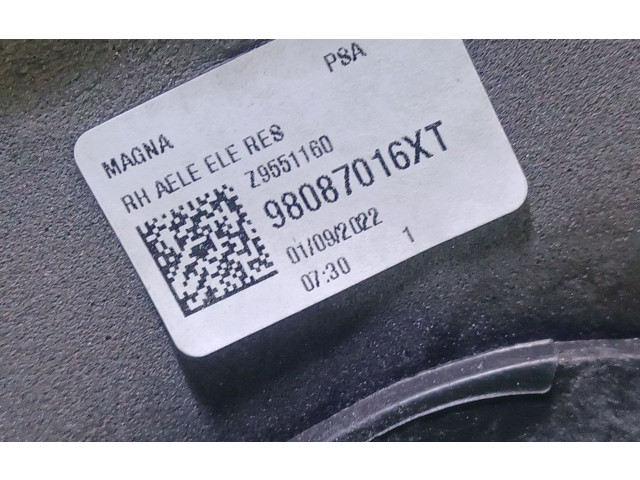 MAGNA PSA
RH AELE ELE RES
Z9551160
98087016XT
01/09/2022
07:30 1